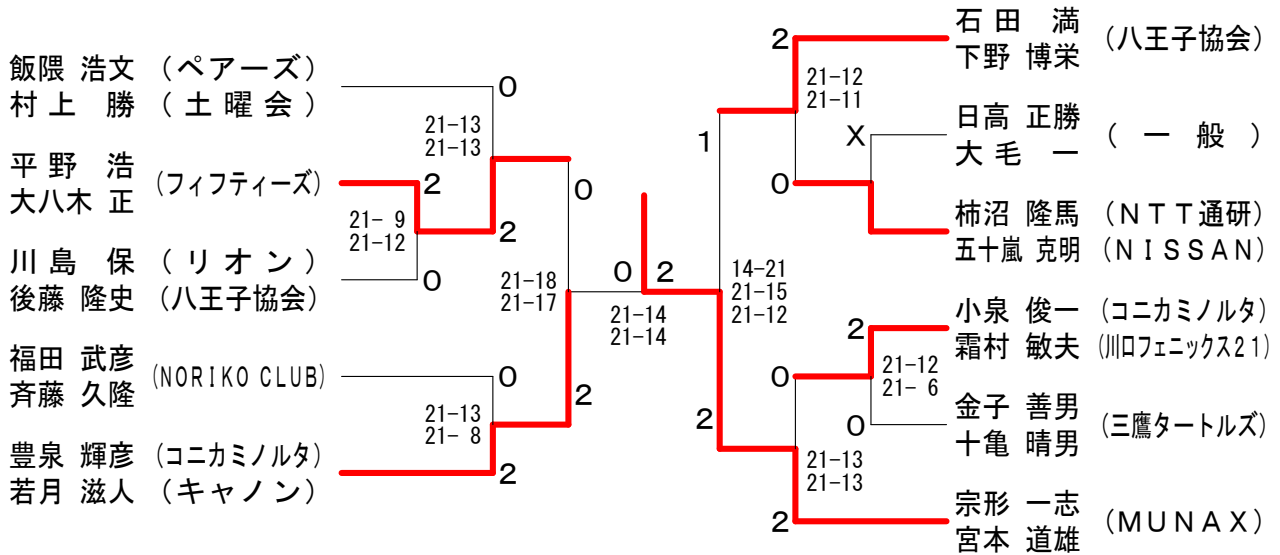 飯隈 浩文 (ペアーズ)
村上 勝 (土曜会)
0
21-13
21-13
平野 浩
大八木 正 (フィフティーズ)
2
21- 9
21-12
2
0
川島 保 (リオン)
後藤 隆史 (八王子協会)
0
21-18
21-17
福田 武彦
斉藤 久隆 (NORIKO CLUB)
0
21-13
21- 8
2
豊泉 輝彦 (コニカミノルタ)
若月 滋人 (キャノン)
2
0
2
21-14
21-14
石田 満
下野 博栄 (八王子協会)
2
21-12
21-11
1
日高 正勝
大毛 一 (一般)
X
0
柿沼 隆馬 (NTT通研)
五十嵐 克明 (NISSAN)
14-21
21-15
21-12
小泉 俊一 (コニカミノルタ)
霜村 敏夫 (川口フェニックス21)
2
21-12
21- 6
0
金子 善男
十亀 晴男 (三鷹タートルズ)
0
2
21-13
21-13
宗形 一志
宮本 道雄 (MUNAX)
2